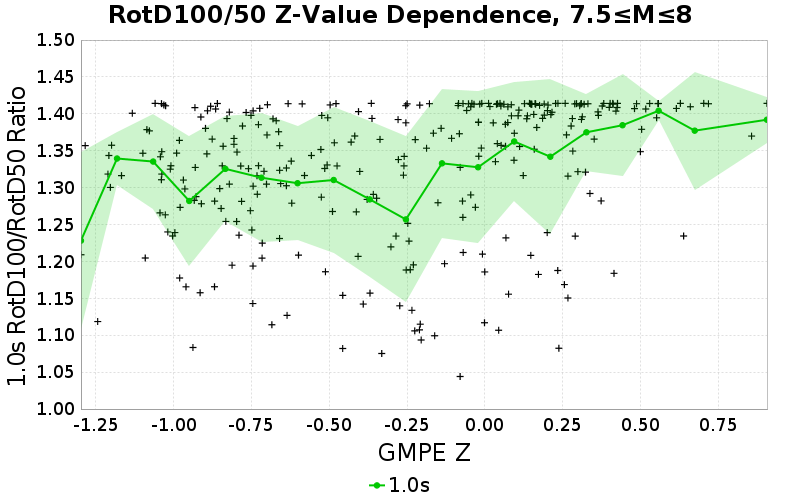 RotD100/50 Z-Value Dependence, 7.5≤M≤8
1.50
1.45
1.40
1.35
1.30
1.25
1.20
1.15
1.10
1.05
1.00
1.0s RotD100/RotD50 Ratio
-1.25 -1.00 -0.75 -0.50 -0.25 0.00 0.25 0.50 0.75
GMPE Z
1.0s